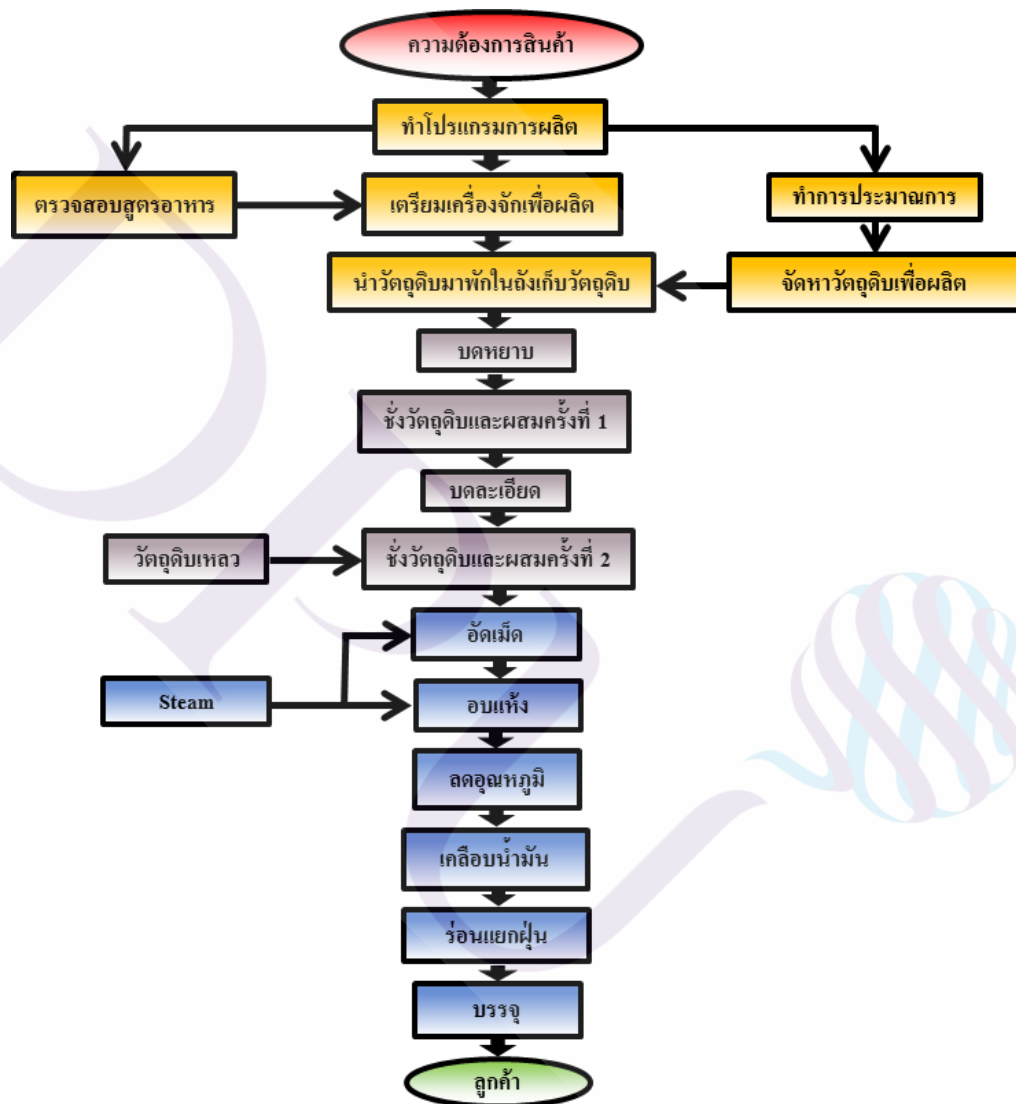 ความต้องการสินค้า
ทำโปรแกรมการผลิต
ตรวจสอบสูตรอาหาร
เตรียมเครื่องจักเพื่อผลิต
ทำการประมาณการ
นำวัตถุดิบมาพักในถังเก็บวัตถุดิบ
จัดหาวัตถุดิบเพื่อผลิต
บดหยาบ
ชั่งวัตถุดิบและผสมครั้งที่ 1
บดละเอียด
วัตถุดิบเหลว
ชั่งวัตถุดิบและผสมครั้งที่ 2
อัดเม็ด
Steam
อบแห้ง
ลดอุณหภูมิ
เคลือบน้ำมัน
ร่อนแยกฝุ่น
บรรจุ
ลูกค้า